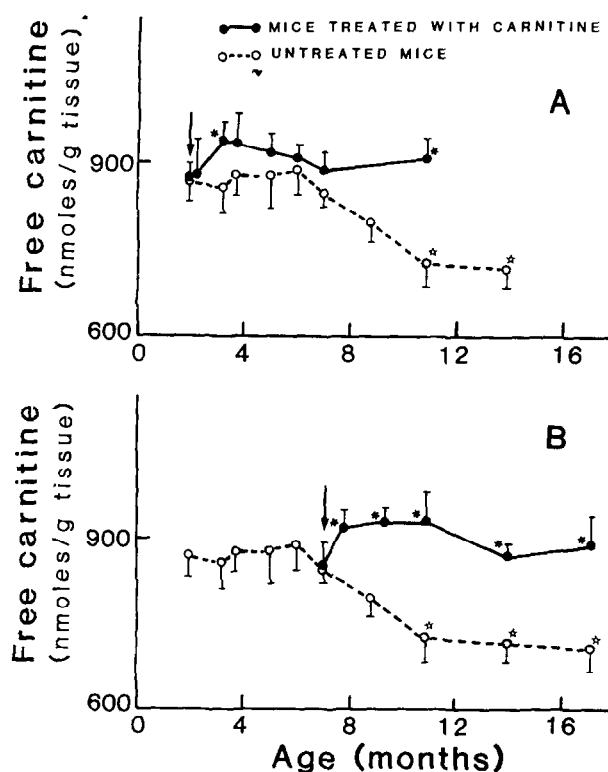 MICE TREATED WITH CARNITINE
UNTREATED MICE
A
Free carnitine
(nmoles/g tissue)
900
600
0 4 8 12 16
*
*
☆
☆
B
Free carnitine
(nmoles/g tissue)
900
600
*
*
*
*
*
☆
☆
☆
0 4 8 12 16
Age (months)